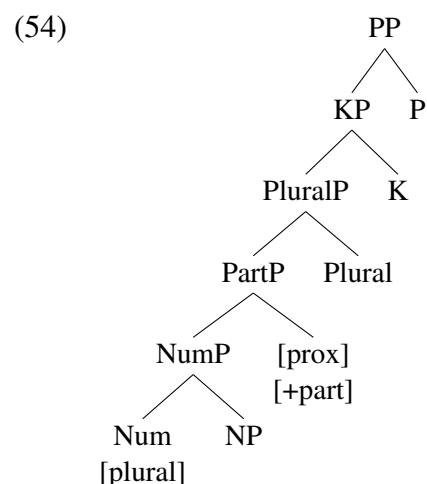 (54) PP
KP P
PluralP K
PartP Plural
NumP [prox]
[+part]
Num NP
[plural]